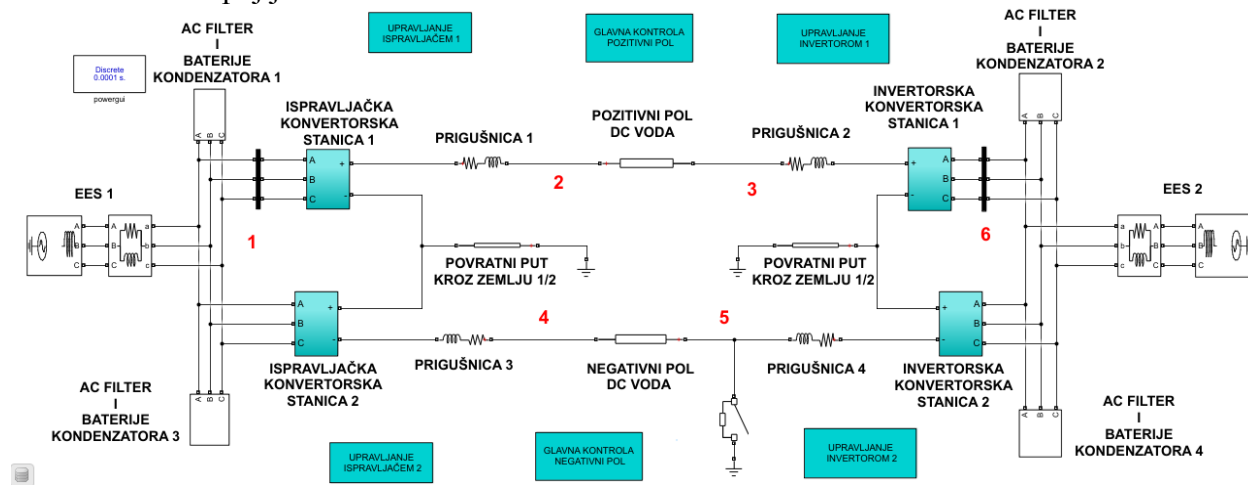 AC FILTER
I
BATERIJE
KONDENZATORA 1
Discrete
0.0001 s.
powergui
UPRAVLJANJE
ISPRAVLJAČEM 1
GLAVNA KONTROLA
POZITIVNI POL
UPRAVLJANJE
INVERTOROM 1
AC FILTER
I
BATERIJE
KONDENZATORA 2
A B C
A B C
ISPRAVLJAČKA
KONVERTORSKA
STANICA 1
PRIGUŠNICA 1
POZITIVNI POL
DC VODA
PRIGUŠNICA 2
INVERTORSKA
KONVERTORSKA
STANICA 1
A
B
C
+
-
+
-
A
B
C
1
2
3
6
EES 1
A
B
C
A
B
C
a
b
c
EES 2
a
b
c
A
B
C
A
B
C
POVRATNI PUT
KROZ ZEMLJU 1/2
POVRATNI PUT
KROZ ZEMLJU 1/2
A
B
C
+
-
+
-
A
B
C
4
5
ISPRAVLJAČKA
KONVERTORSKA
STANICA 2
PRIGUŠNICA 3
NEGATIVNI POL
DC VODA
PRIGUŠNICA 4
INVERTORSKA
KONVERTORSKA
STANICA 2
AC FILTER
I
BATERIJE
KONDENZATORA 3
A B C
A B C
AC FILTER
I
BATERIJE
KONDENZATORA 4
UPRAVLJANJE
ISPRAVLJAČEM 2
GLAVNA KONTROLA
NEGATIVNI POL
UPRAVLJANJE
INVERTOROM 2